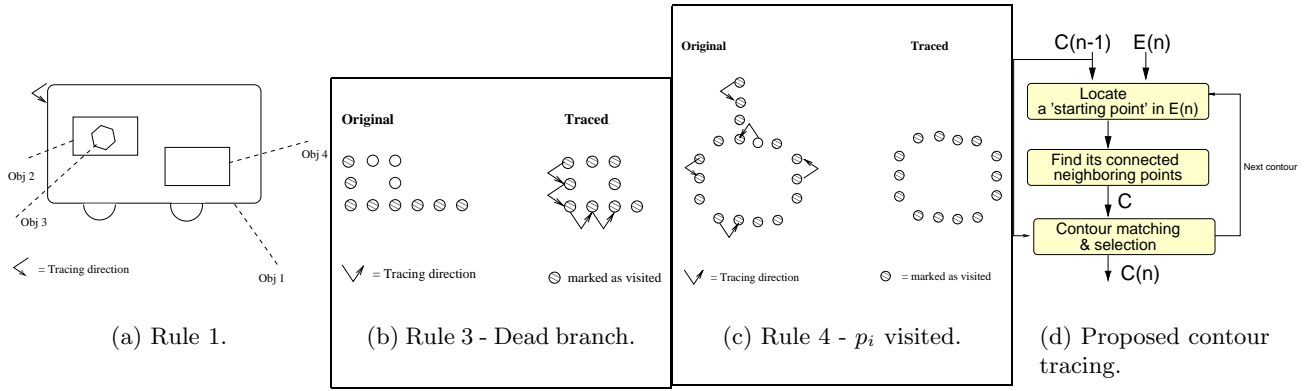 Obj 2
Obj 3
Obj 4
Obj 1
= Tracing direction
(a) Rule 1.
Original
Traced
= Tracing direction
marked as visited
(b) Rule 3 - Dead branch.
Original
Traced
= Tracing direction
= marked as visited
(c) Rule 4 - pᵢ visited.
C(n-1)
E(n)
Locate
a 'starting point' in E(n)
Find its connected
neighboring points
Next contour
C
Contour matching
& selection
C(n)
(d) Proposed contour
tracing.